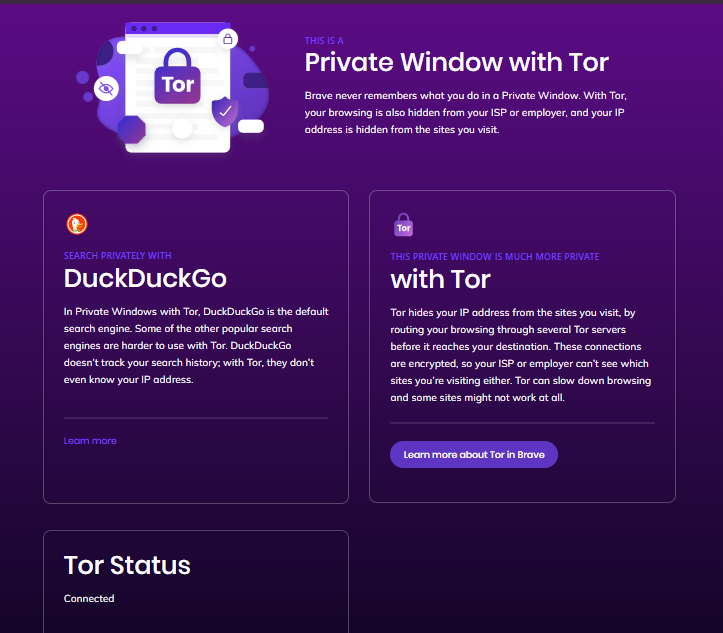 Tor
THIS IS A
Private Window with Tor
Brave never remembers what you do in a Private Window. With Tor,
your browsing is also hidden from your ISP or employer, and your IP
address is hidden from the sites you visit.
SEARCH PRIVATELY WITH
DuckDuckGo
In Private Windows with Tor, DuckDuckGo is the default
search engine. Some of the other popular search
engines are harder to use with Tor. DuckDuckGo
doesn't track your search history; with Tor, they don't
even know your IP address.
Learn more
Tor
THIS PRIVATE WINDOW IS MUCH MORE PRIVATE
with Tor
Tor hides your IP address from the sites you visit, by
routing your browsing through several Tor servers
before it reaches your destination. These connections
are encrypted, so your ISP or employer can't see which
sites you're visiting either. Tor can slow down browsing
and some sites might not work at all.
Learn more about Tor in Brave
Tor Status
Connected